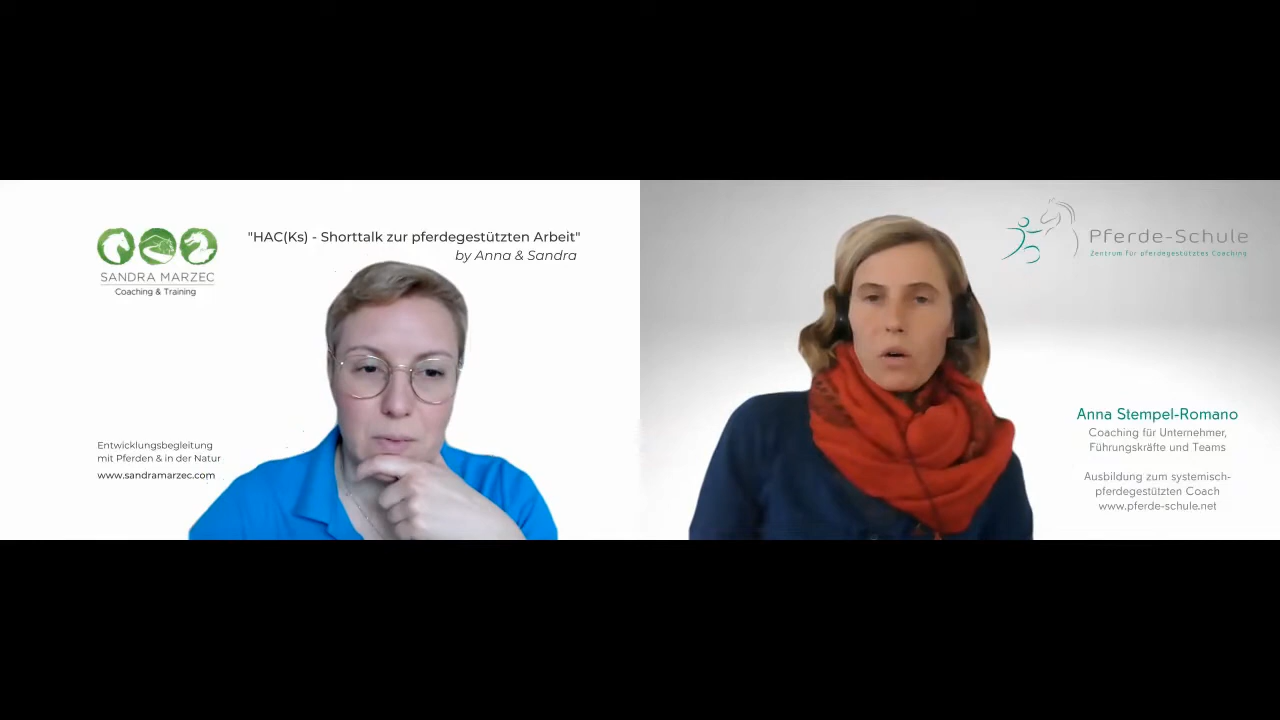 "HAC(Ks) - Shorttalk zur pferdegestützten Arbeit"
by Anna & Sandra
SANDRA MARZEC
Coaching & Training
Entwicklungsbegleitung
mit Pferden & in der Natur
www.sandramarzec.com
Pferde-Schule
Zentrum für pferdegestütztes Coaching
Anna Stempel-Romano
Coaching für Unternehmer,
Führungskräfte und Teams
Ausbildung zum systemisch-
pferdegestützten Coach
www.pferde-schule.net